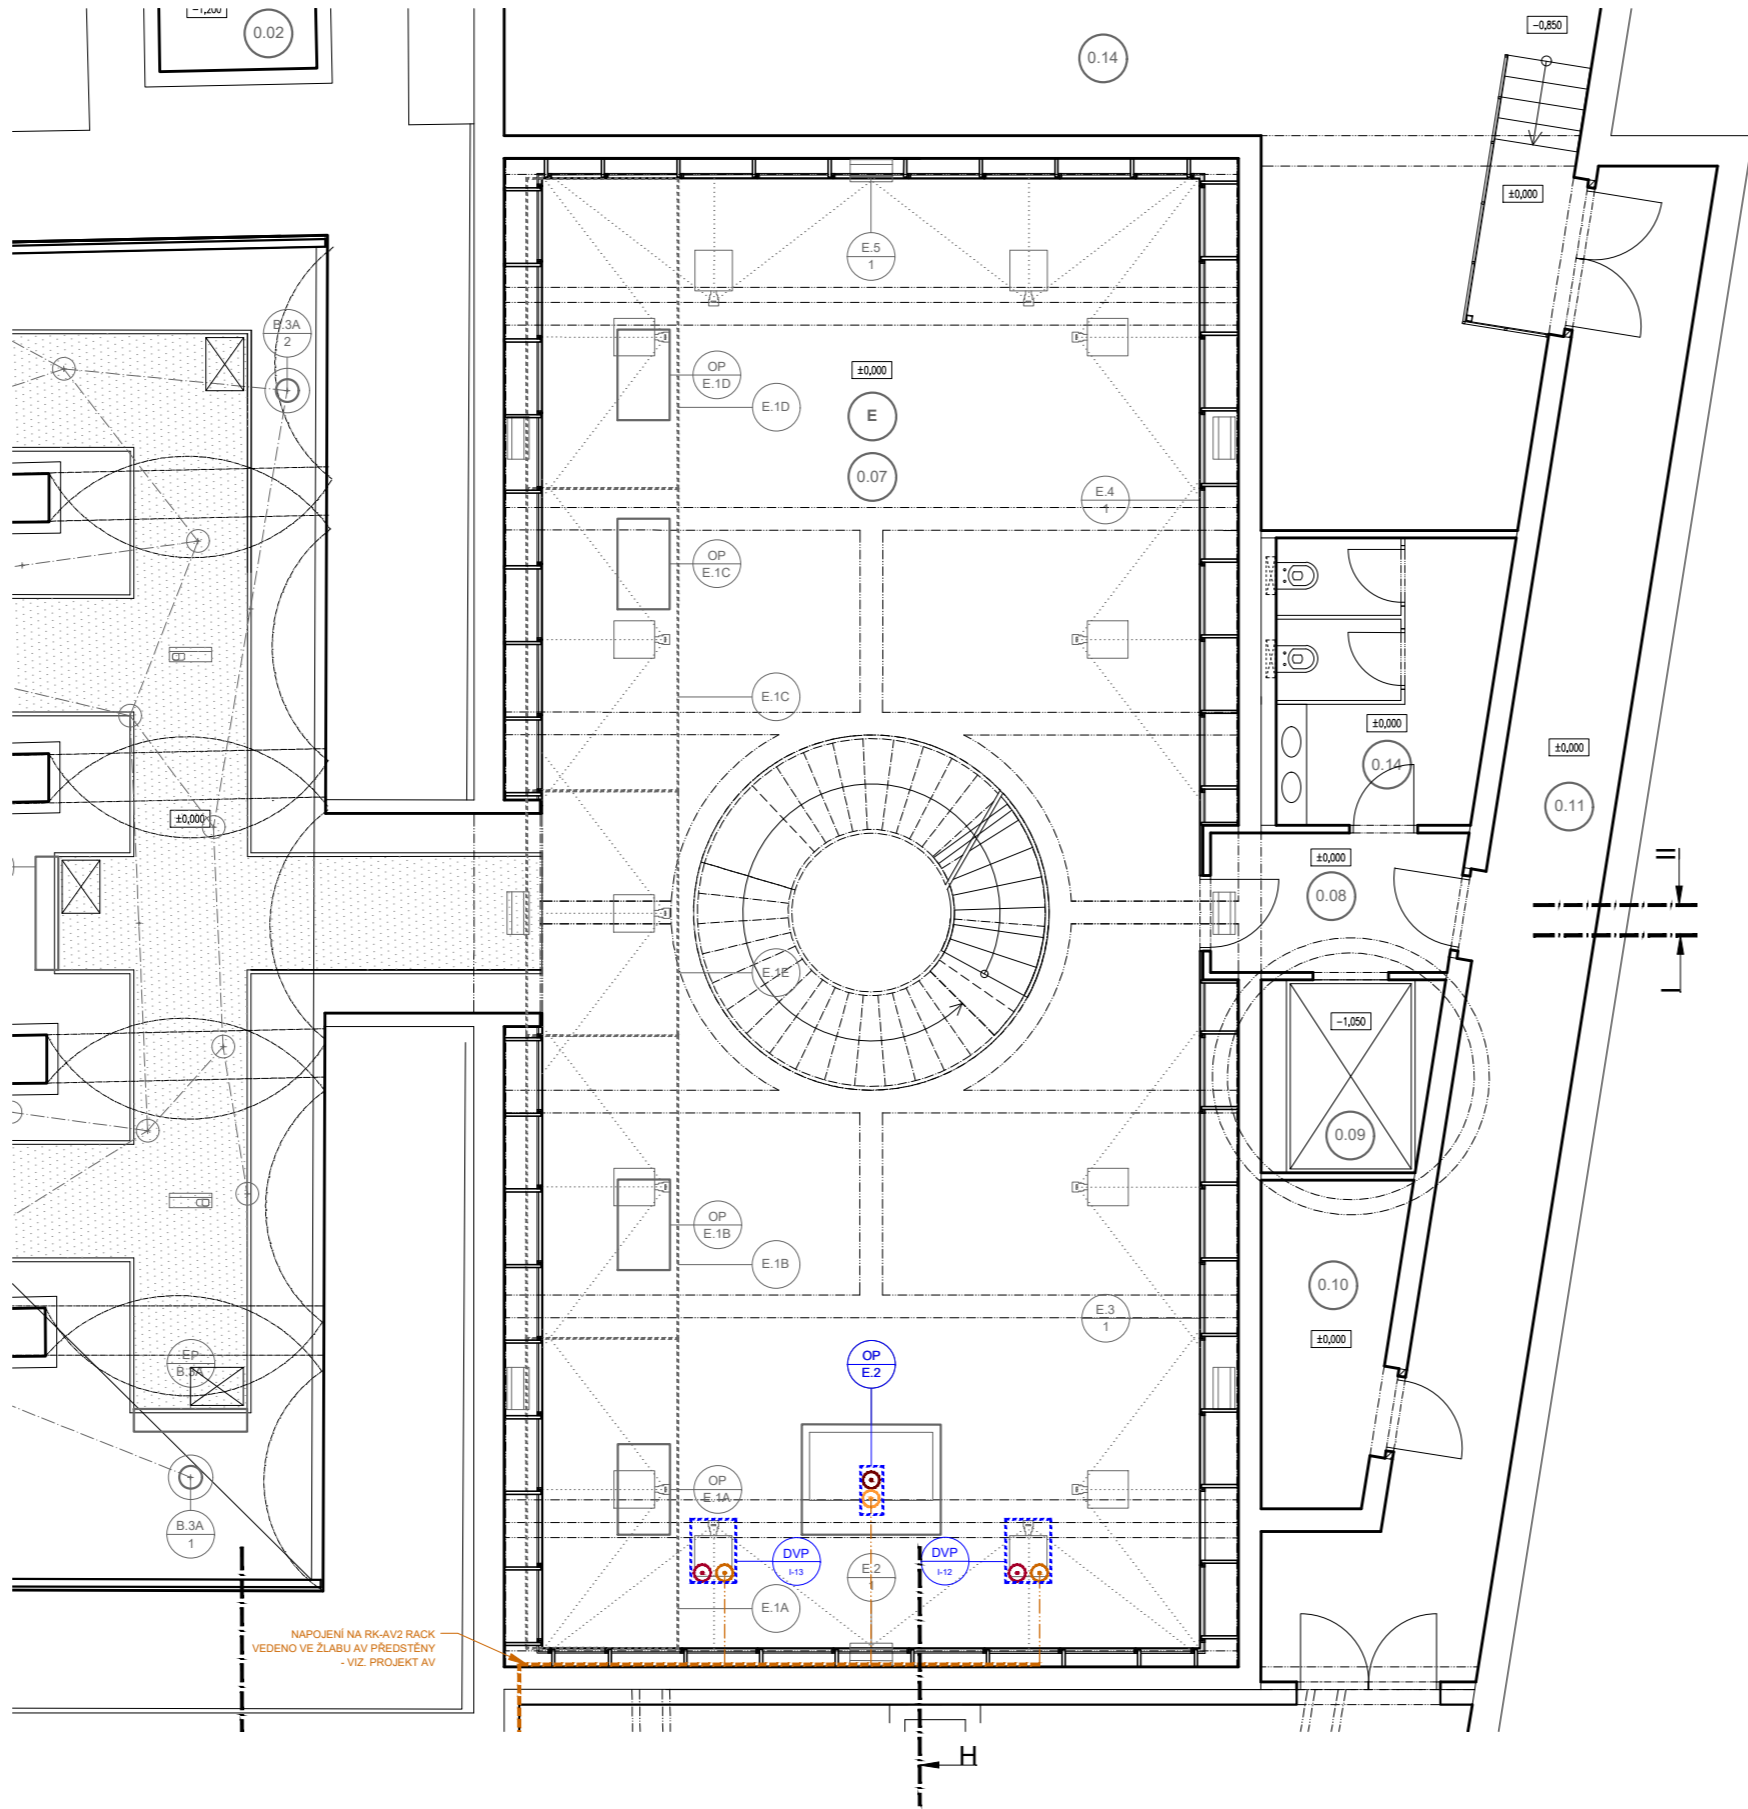 -1,200
0.02
0.14
-0,850
±0,000
E.5
1
B.3A
2
OP
E.1D
E.1D
±0,000
E
0.07
E.4
1
OP
E.1C
E.1C
±0,000
0.14
±0,000
0.11
±0,000
±0,000
0.08
II
I
E.1E
-1,050
0.09
OP
E.1B
E.1B
0.10
±0,000
E.3
1
OP
E.2
EP
B.3A
OP
E.1A
B.3A
1
DVP
I-13
E.2
1
DVP
I-12
E.1A
NAPOJENÍ NA RK-AV2 RACK
VEDENO VE ŽLABU AV PŘEDSTĚNY
- VIZ. PROJEKT AV
H